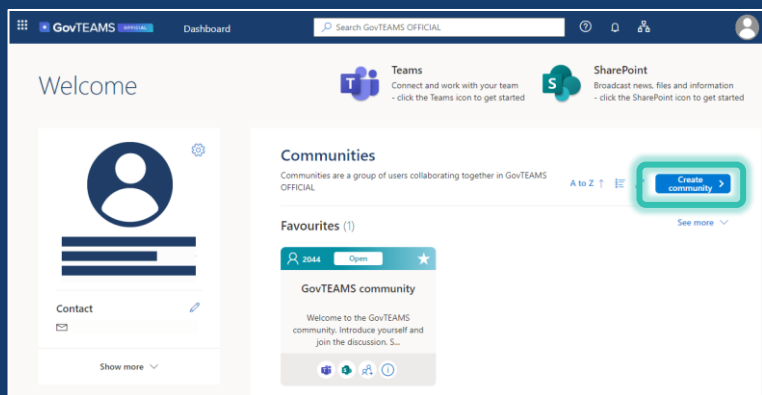 GovTEAMS OFFICIAL
Dashboard
Search GovTEAMS OFFICIAL
Welcome
Teams
Connect and work with your team
- click the Teams icon to get started
SharePoint
Broadcast news, files and information
- click the SharePoint icon to get started
Communities
Communities are a group of users collaborating together in GovTEAMS
OFFICIAL
A to Z ↑
Create
community >
Favourites (1)
See more
2044
Open
GovTEAMS community
Welcome to the GovTEAMS
community. Introduce yourself and
join the discussion. S...
Contact
Show more